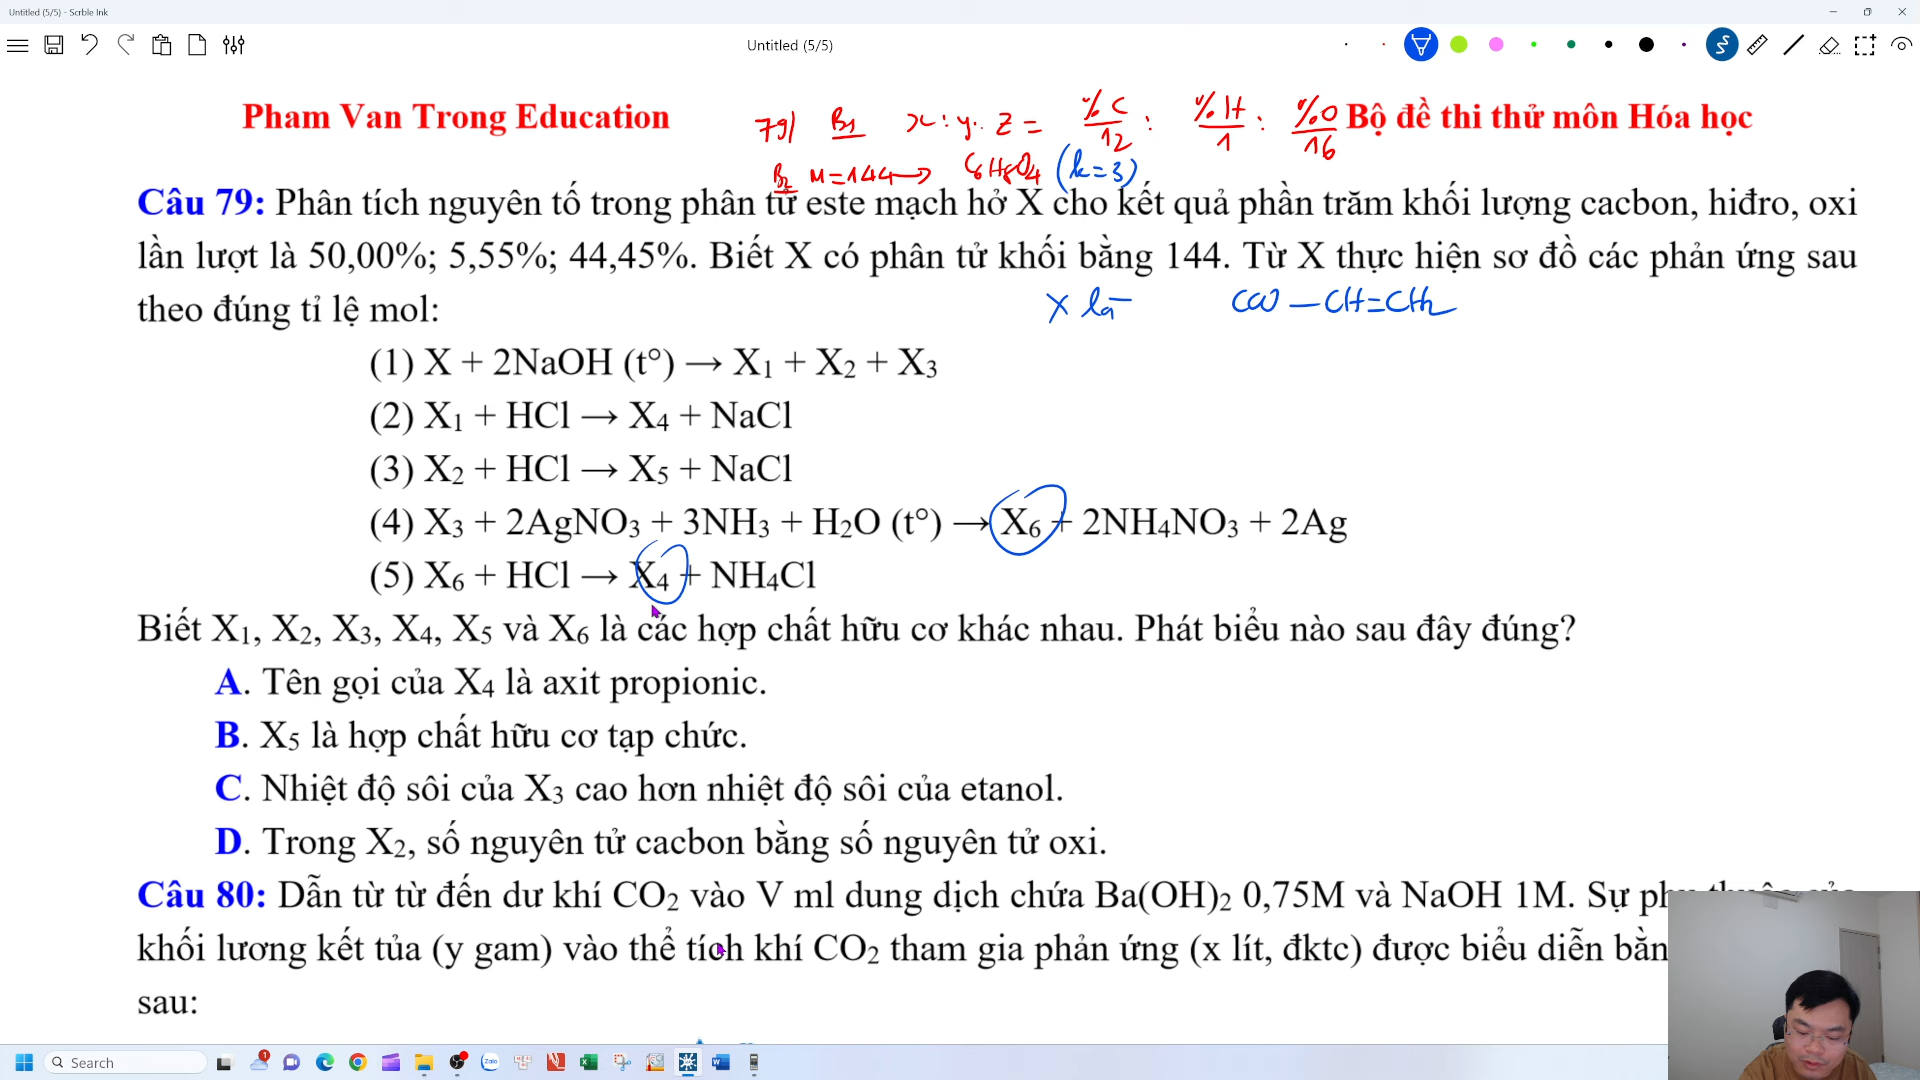 Untitled (5/5) - Scrble Ink
Untitled (5/5)
Pham Van Trong Education
79) B1 x : y : z = %C/12 : %H/1 : %O/16
Bộ đề thi thử môn Hóa học
B2 M=144 → C6H8O4 (k=3)
Câu 79: Phân tích nguyên tố trong phân tử este mạch hở X cho kết quả phần trăm khối lượng cacbon, hiđro, oxi
lần lượt là 50,00%; 5,55%; 44,45%. Biết X có phân tử khối bằng 144. Từ X thực hiện sơ đồ các phản ứng sau
theo đúng tỉ lệ mol:
X là COO – CH=CH2
(1) X + 2NaOH (t°) → X1 + X2 + X3
(2) X1 + HCl → X4 + NaCl
(3) X2 + HCl → X5 + NaCl
(4) X3 + 2AgNO3 + 3NH3 + H2O (t°) → X6 + 2NH4NO3 + 2Ag
(5) X6 + HCl → X4 + NH4Cl
Biết X1, X2, X3, X4, X5 và X6 là các hợp chất hữu cơ khác nhau. Phát biểu nào sau đây đúng?
A. Tên gọi của X4 là axit propionic.
B. X5 là hợp chất hữu cơ tạp chức.
C. Nhiệt độ sôi của X3 cao hơn nhiệt độ sôi của etanol.
D. Trong X2, số nguyên tử cacbon bằng số nguyên tử oxi.
Câu 80: Dẫn từ từ đến dư khí CO2 vào V ml dung dịch chứa Ba(OH)2 0,75M và NaOH 1M. Sự
khối lương kết tủa (y gam) vào thể tích khí CO2 tham gia phản ứng (x lít, đktc) được biểu diễn
sau:
Search